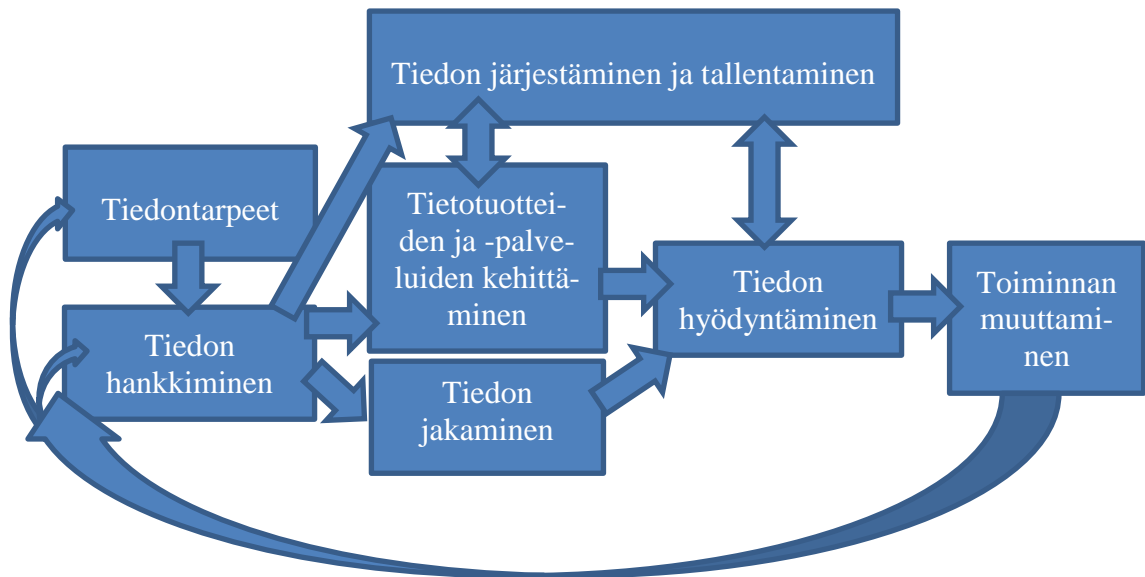 Tiedon järjestäminen ja tallentaminen
Tiedontarpeet
Tietotuottei-
den ja -palve-
luiden kehittä-
minen
Tiedon
hyödyntäminen
Toiminnan
muuttami-
nen
Tiedon
hankkiminen
Tiedon
jakaminen